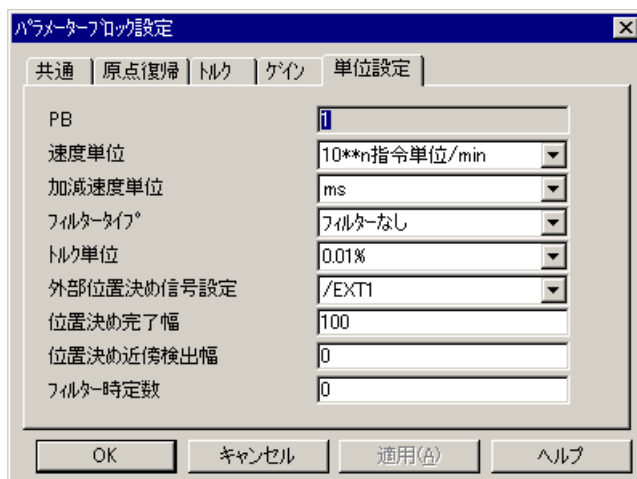 ﾊﾟﾗﾒｰﾀｰﾌﾞﾛｯｸ設定
共通 原点復帰 ﾄﾙｸ ｹﾞｲﾝ 単位設定
PB 1
速度単位 10**n指令単位/min
加減速度単位 ms
ﾌｨﾙﾀｰﾀｲﾌﾟ ﾌｨﾙﾀｰなし
ﾄﾙｸ単位 0.01%
外部位置決め信号設定 /EXT1
位置決め完了幅 100
位置決め近傍検出幅 0
ﾌｨﾙﾀｰ時定数 0
OK キャンセル 適用(A) ヘルプ